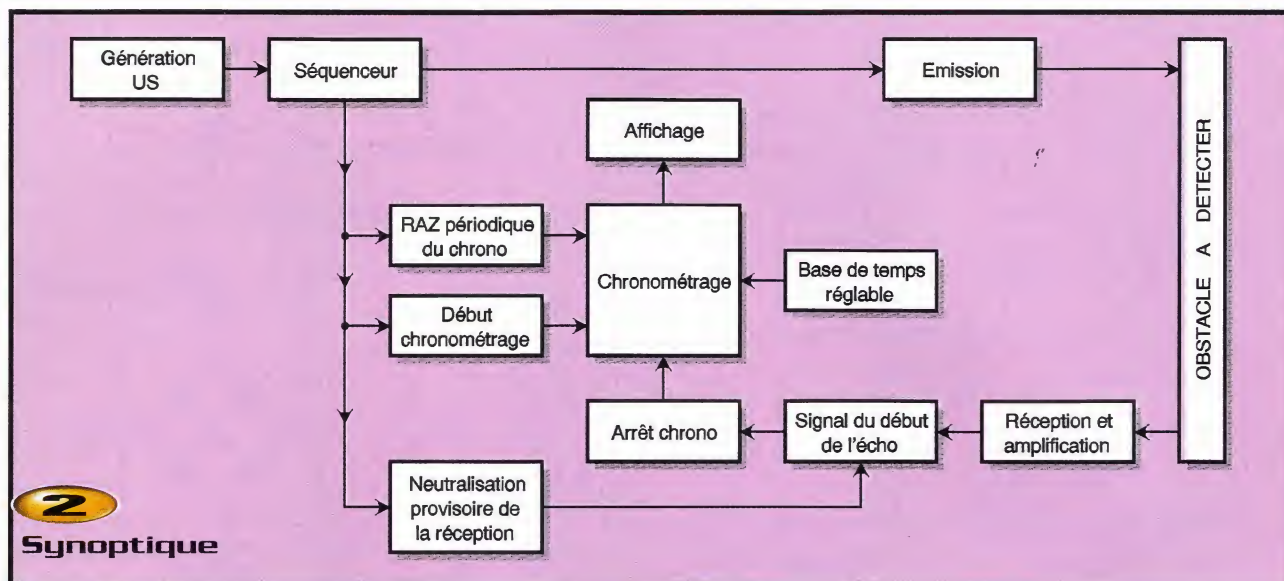 Génération
US
Séquenceur
Emission
Affichage
RAZ périodique
du chrono
Chronométrage
Base de temps
réglable
Début
chronométrage
OBSTACLE A DETECTER
Arrêt chrono
Signal du début
de l'écho
Réception et
amplification
Neutralisation
provisoire de
la réception
2
Synoptique